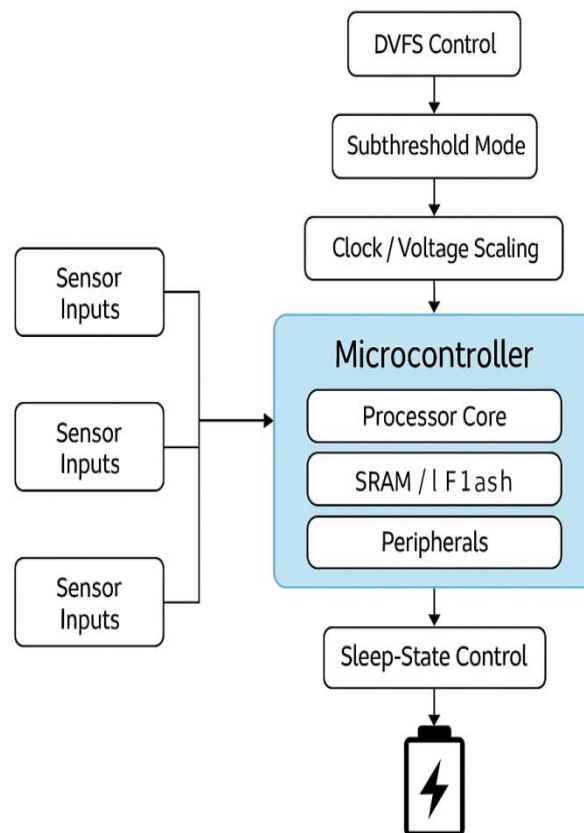 DVFS Control
Subthreshold Mode
Clock / Voltage Scaling
Sensor
Inputs
Sensor
Inputs
Sensor
Inputs
Microcontroller
Processor Core
SRAM / l F1ash
Peripherals
Sleep-State Control